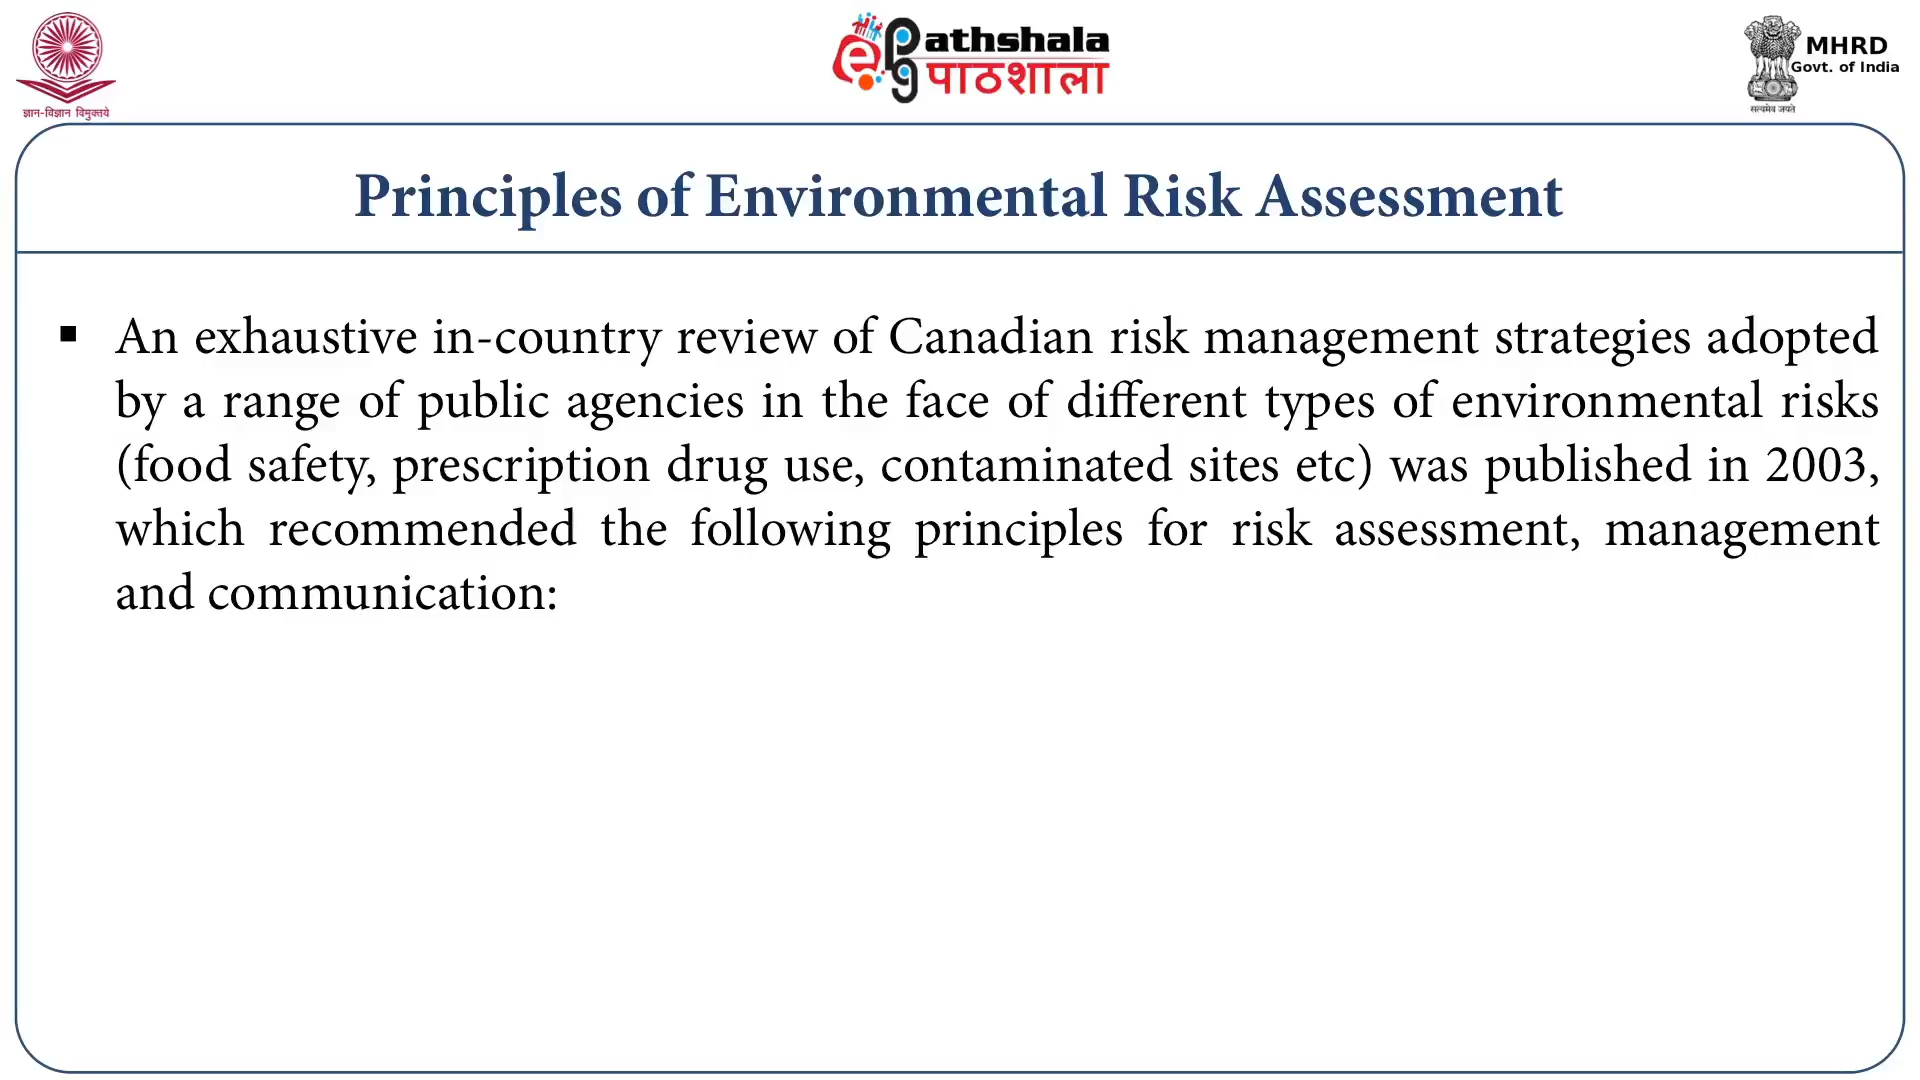 ज्ञान-विज्ञान विमुक्तये
e Pathshala
पाठशाला
MHRD
Govt. of India
सत्यमेव जयते
Principles of Environmental Risk Assessment
▪ An exhaustive in-country review of Canadian risk management strategies adopted
by a range of public agencies in the face of different types of environmental risks
(food safety, prescription drug use, contaminated sites etc) was published in 2003,
which recommended the following principles for risk assessment, management
and communication: